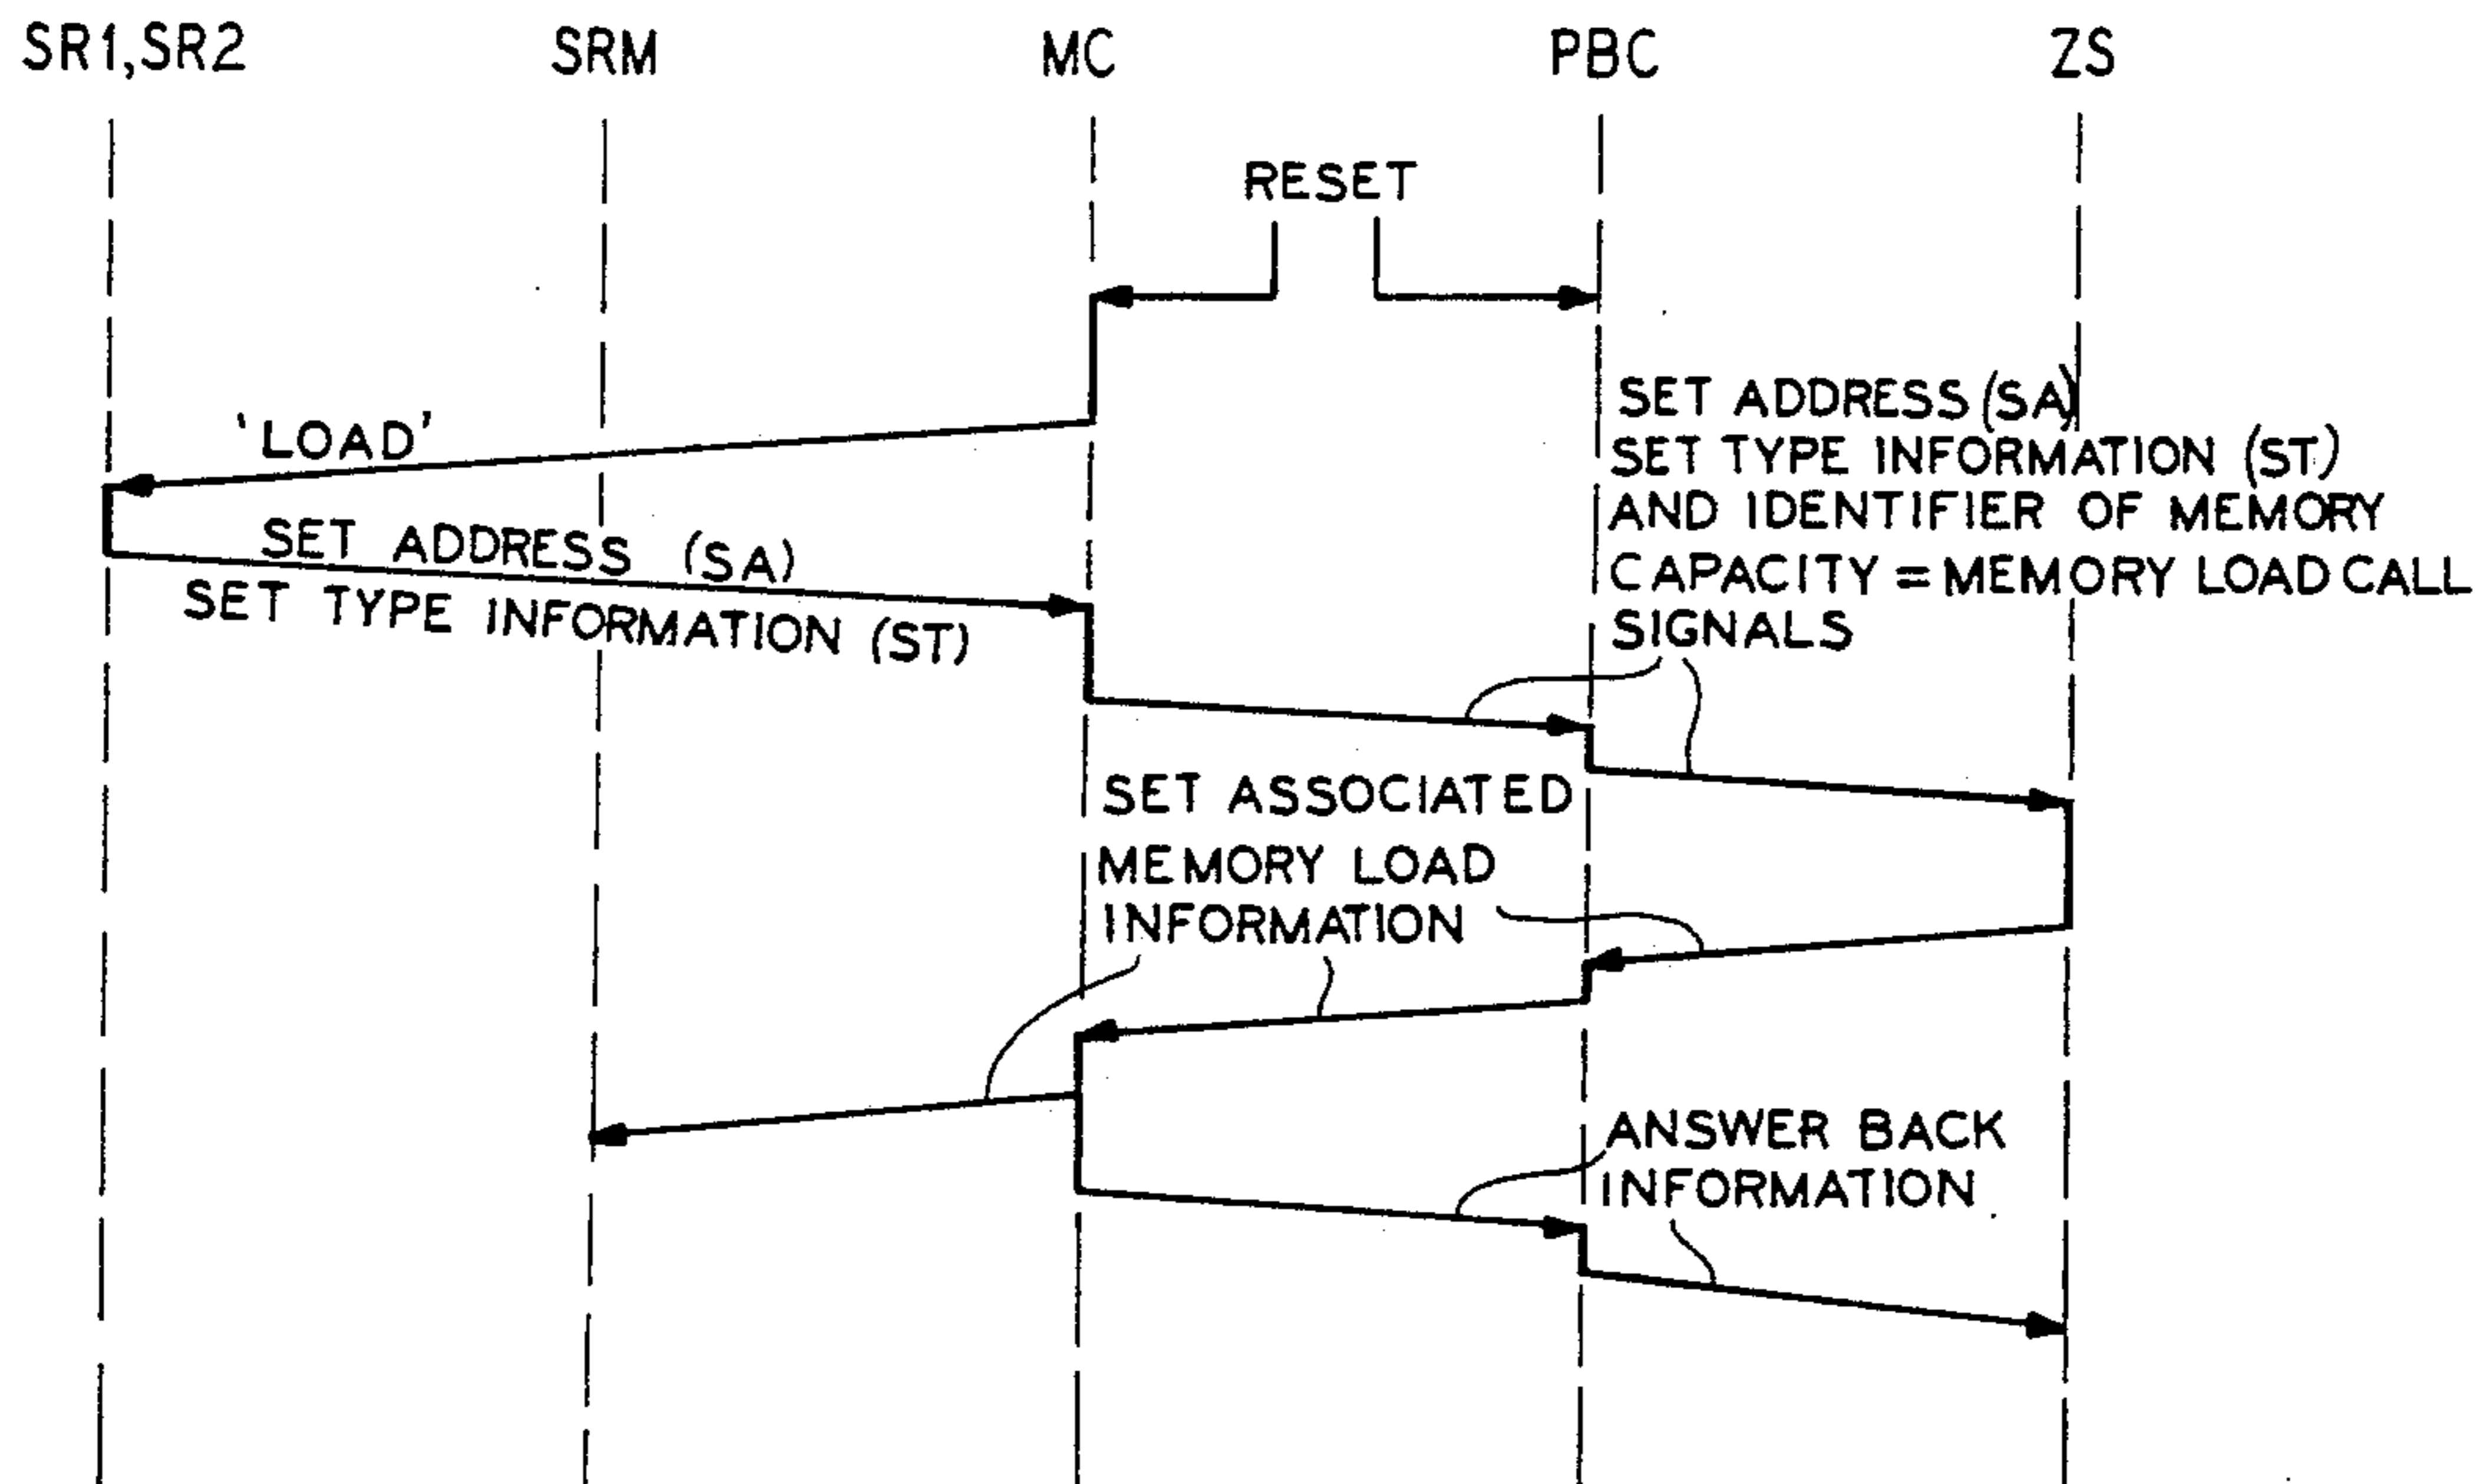 SR1,SR2 SRM MC PBC ZS
RESET
'LOAD'
SET ADDRESS (SA)
SET TYPE INFORMATION (ST)
SET ADDRESS (SA)
SET TYPE INFORMATION (ST)
AND IDENTIFIER OF MEMORY
CAPACITY = MEMORY LOAD CALL
SIGNALS
SET ASSOCIATED
MEMORY LOAD
INFORMATION
ANSWER BACK
INFORMATION